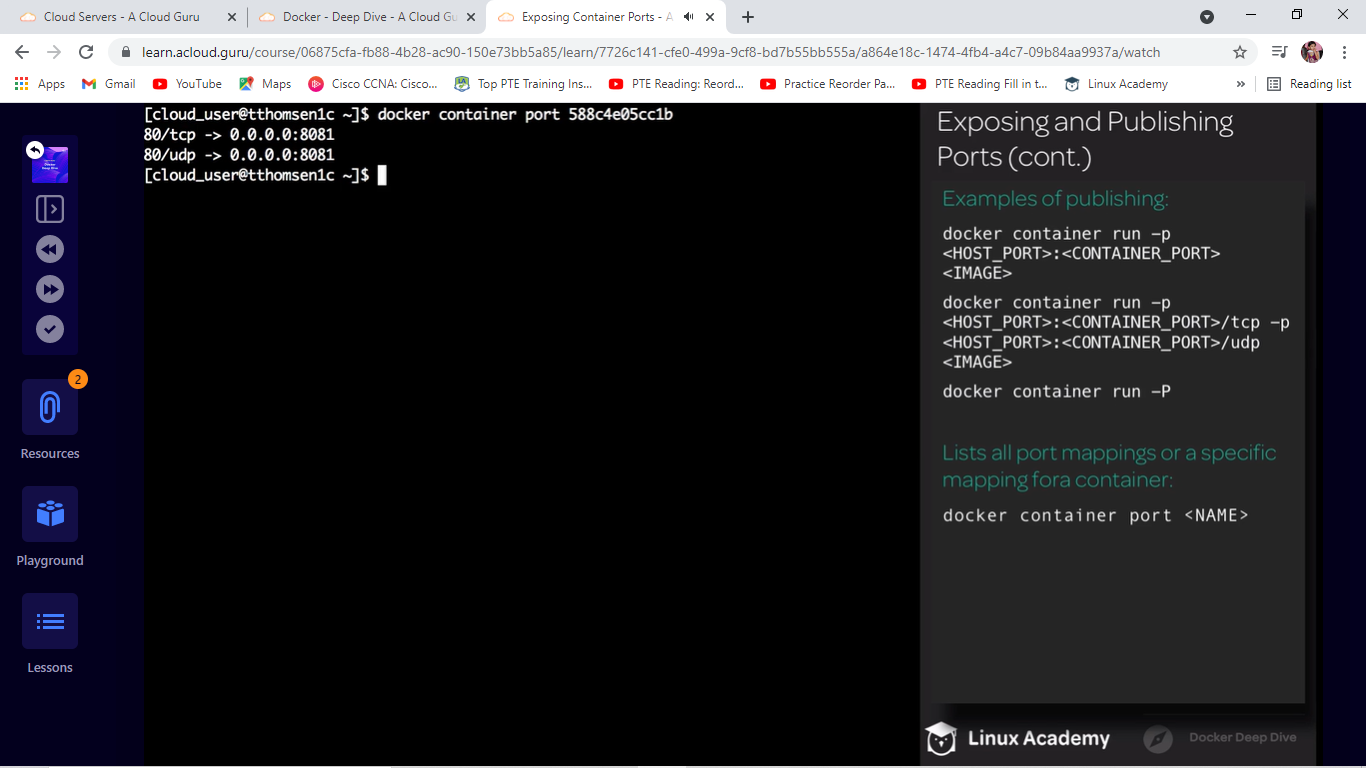 Cloud Servers - A Cloud Guru
Docker - Deep Dive - A Cloud Gu
Exposing Container Ports - A
learn.acloud.guru/course/06875cfa-fb88-4b28-ac90-150e73bb5a85/learn/7726c141-cfe0-499a-9cf8-bd7b55bb555a/a864e18c-1474-4fb4-a4c7-09b84aa9937a/watch
Apps
Gmail
YouTube
Maps
Cisco CCNA: Cisco...
Top PTE Training Ins...
PTE Reading: Reord...
Practice Reorder Pa...
PTE Reading Fill in t...
Linux Academy
»
Reading list
[cloud_user@tthomsen1c ~]$ docker container port 588c4e05cc1b
80/tcp -> 0.0.0.0:8081
80/udp -> 0.0.0.0:8081
[cloud_user@tthomsen1c ~]$
2
Resources
Playground
Lessons
Exposing and Publishing
Ports (cont.)
Examples of publishing:
docker container run -p
<HOST_PORT>:<CONTAINER_PORT>
<IMAGE>
docker container run -p
<HOST_PORT>:<CONTAINER_PORT>/tcp -p
<HOST_PORT>:<CONTAINER_PORT>/udp
<IMAGE>
docker container run -P
Lists all port mappings or a specific
mapping fora container:
docker container port <NAME>
Linux Academy
Docker Deep Dive